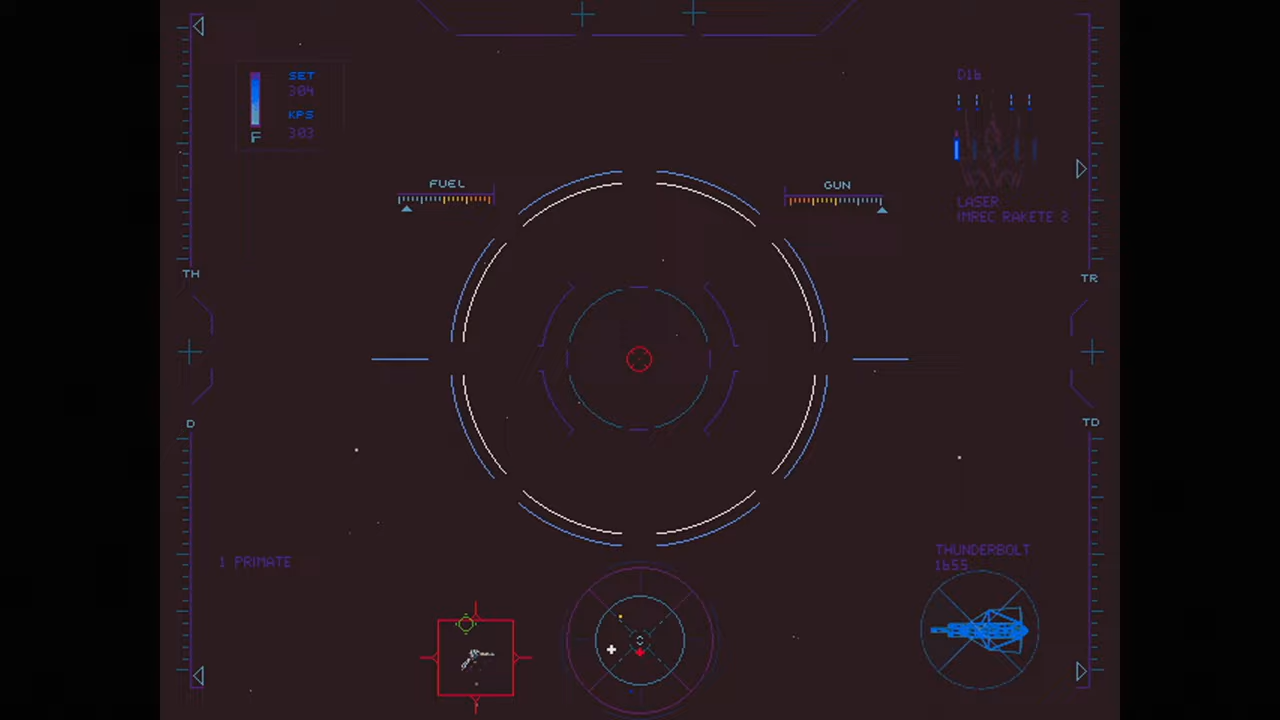 SET
304
KPS
303
F
FUEL
GUN
D16
LASER
IMREC RAKETE 2
TH
TR
D
TD
1 PRIMATE
THUNDERBOLT
1655